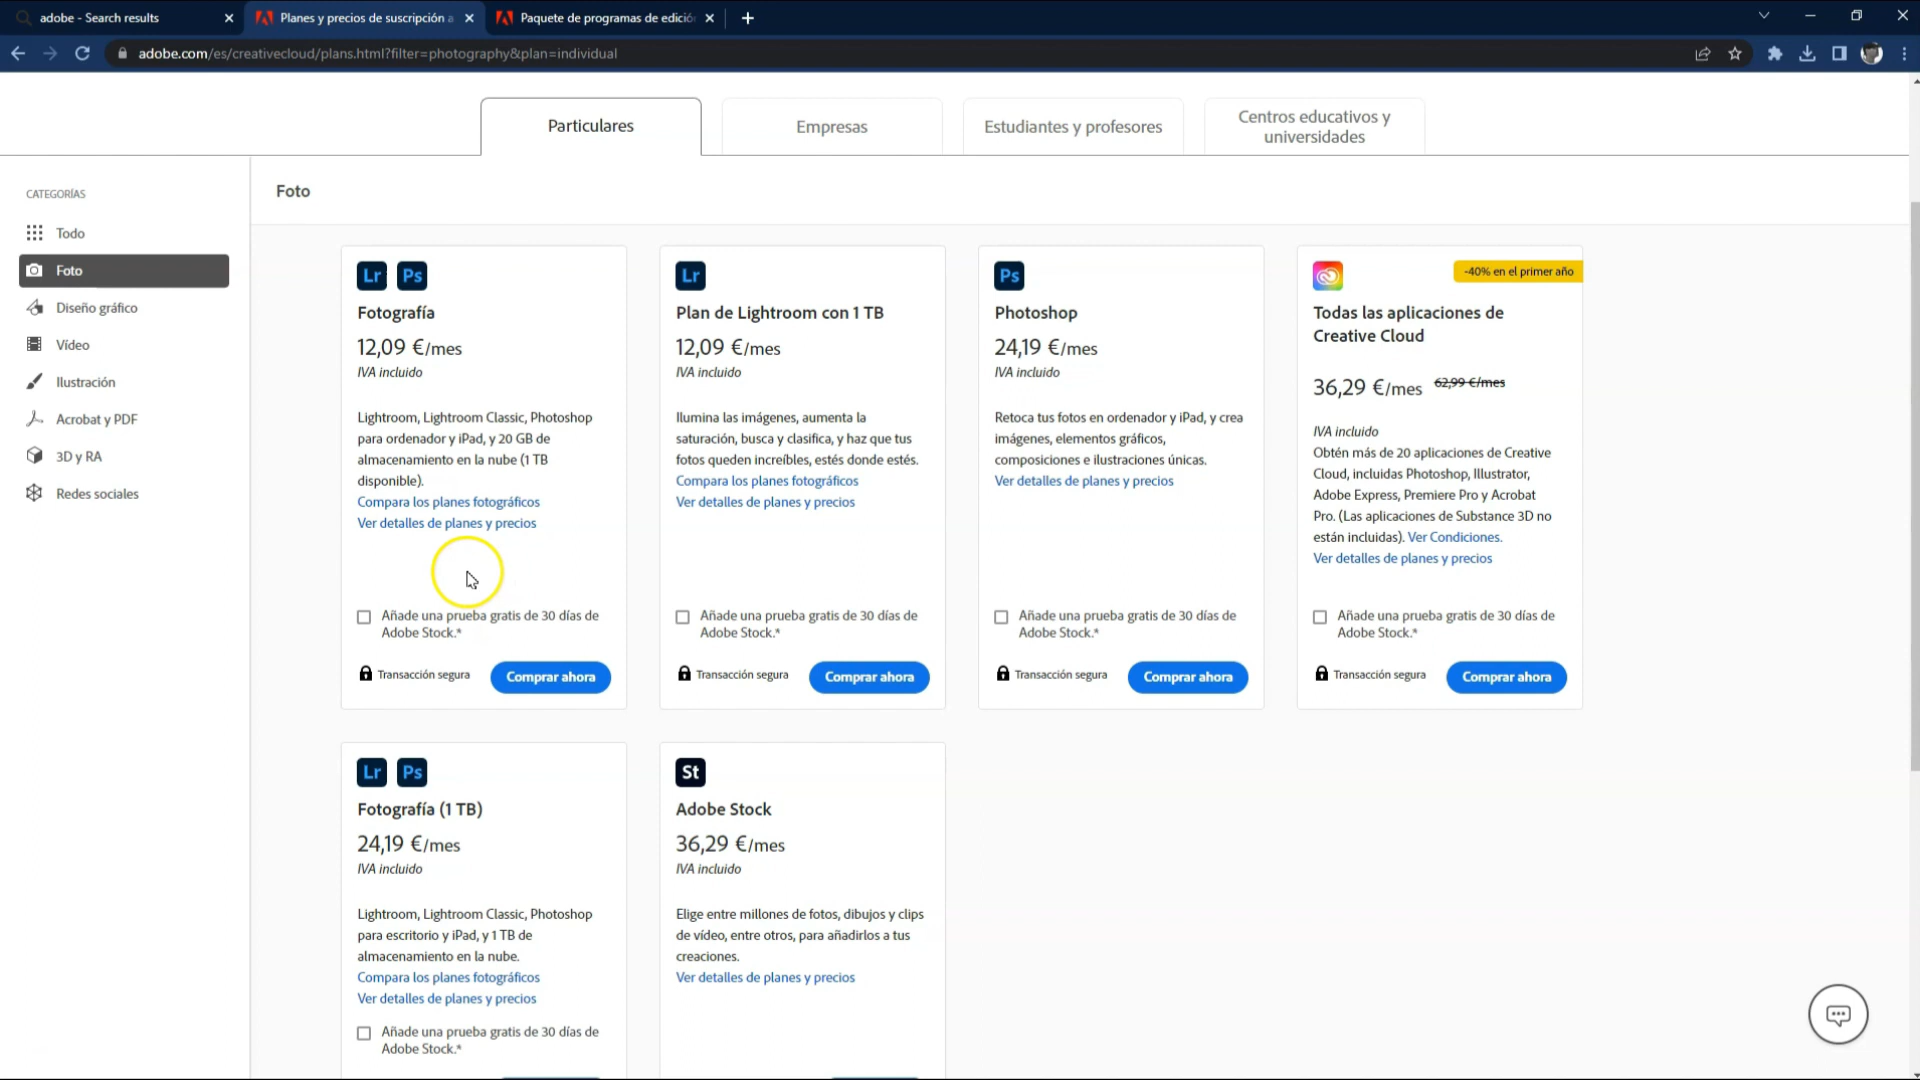 adobe - Search results
Planes y precios de suscripción a
Paquete de programas de edició
adobe.com/es/creativecloud/plans.html?filter=photography&plan=individual
Particulares
Empresas
Estudiantes y profesores
Centros educativos y
universidades
CATEGORÍAS
Todo
Foto
Diseño gráfico
Vídeo
Ilustración
Acrobat y PDF
3D y RA
Redes sociales
Foto
Lr Ps
Fotografía
12,09 €/mes
IVA incluido
Lightroom, Lightroom Classic, Photoshop
para ordenador y iPad, y 20 GB de
almacenamiento en la nube (1 TB
disponible).
Compara los planes fotográficos
Ver detalles de planes y precios
Añade una prueba gratis de 30 días de
Adobe Stock.*
Transacción segura
Comprar ahora
Lr
Plan de Lightroom con 1 TB
12,09 €/mes
IVA incluido
Ilumina las imágenes, aumenta la
saturación, busca y clasifica, y haz que tus
fotos queden increíbles, estés donde estés.
Compara los planes fotográficos
Ver detalles de planes y precios
Añade una prueba gratis de 30 días de
Adobe Stock.*
Transacción segura
Comprar ahora
Ps
Photoshop
24,19 €/mes
IVA incluido
Retoca tus fotos en ordenador y iPad, y crea
imágenes, elementos gráficos,
composiciones e ilustraciones únicas.
Ver detalles de planes y precios
Añade una prueba gratis de 30 días de
Adobe Stock.*
Transacción segura
Comprar ahora
-40% en el primer año
Todas las aplicaciones de
Creative Cloud
36,29 €/mes 62,99 €/mes
IVA incluido
Obtén más de 20 aplicaciones de Creative
Cloud, incluidas Photoshop, Illustrator,
Adobe Express, Premiere Pro y Acrobat
Pro. (Las aplicaciones de Substance 3D no
están incluidas). Ver Condiciones.
Ver detalles de planes y precios
Añade una prueba gratis de 30 días de
Adobe Stock.*
Transacción segura
Comprar ahora
Lr Ps
Fotografía (1 TB)
24,19 €/mes
IVA incluido
Lightroom, Lightroom Classic, Photoshop
para escritorio y iPad, y 1 TB de
almacenamiento en la nube.
Compara los planes fotográficos
Ver detalles de planes y precios
Añade una prueba gratis de 30 días de
Adobe Stock.*
St
Adobe Stock
36,29 €/mes
IVA incluido
Elige entre millones de fotos, dibujos y clips
de vídeo, entre otros, para añadirlos a tus
creaciones.
Ver detalles de planes y precios